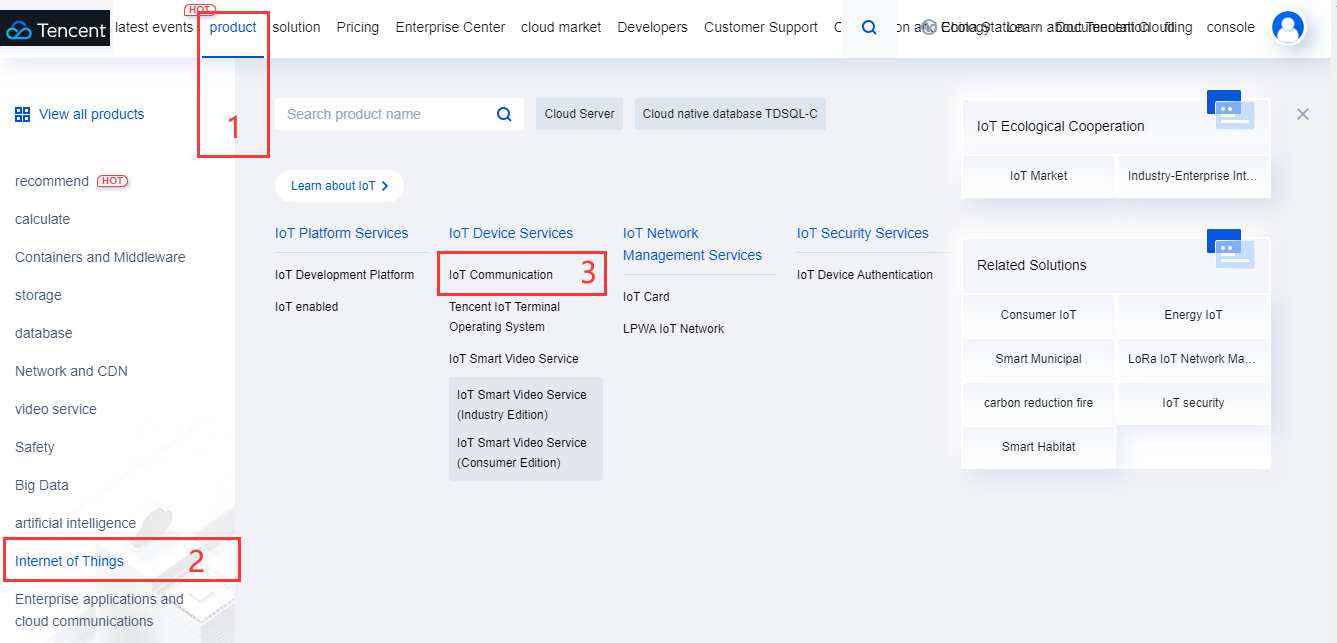 HOT
Tencent
latest events
product
solution
Pricing
Enterprise Center
cloud market
Developers
Customer Support
console
1
View all products
Search product name
Cloud Server
Cloud native database TDSQL-C
IoT Ecological Cooperation
IoT Market
Industry-Enterprise Int...
recommend HOT
calculate
Containers and Middleware
storage
database
Network and CDN
video service
Safety
Big Data
artificial intelligence
Internet of Things 2
Enterprise applications and
cloud communications
Learn about IoT
IoT Platform Services
IoT Development Platform
IoT enabled
IoT Device Services
IoT Communication 3
Tencent IoT Terminal
Operating System
IoT Smart Video Service
IoT Smart Video Service
(Industry Edition)
IoT Smart Video Service
(Consumer Edition)
IoT Network
Management Services
IoT Card
LPWA IoT Network
IoT Security Services
IoT Device Authentication
Related Solutions
Consumer IoT
Energy IoT
Smart Municipal
LoRa IoT Network Ma...
carbon reduction fire
IoT security
Smart Habitat